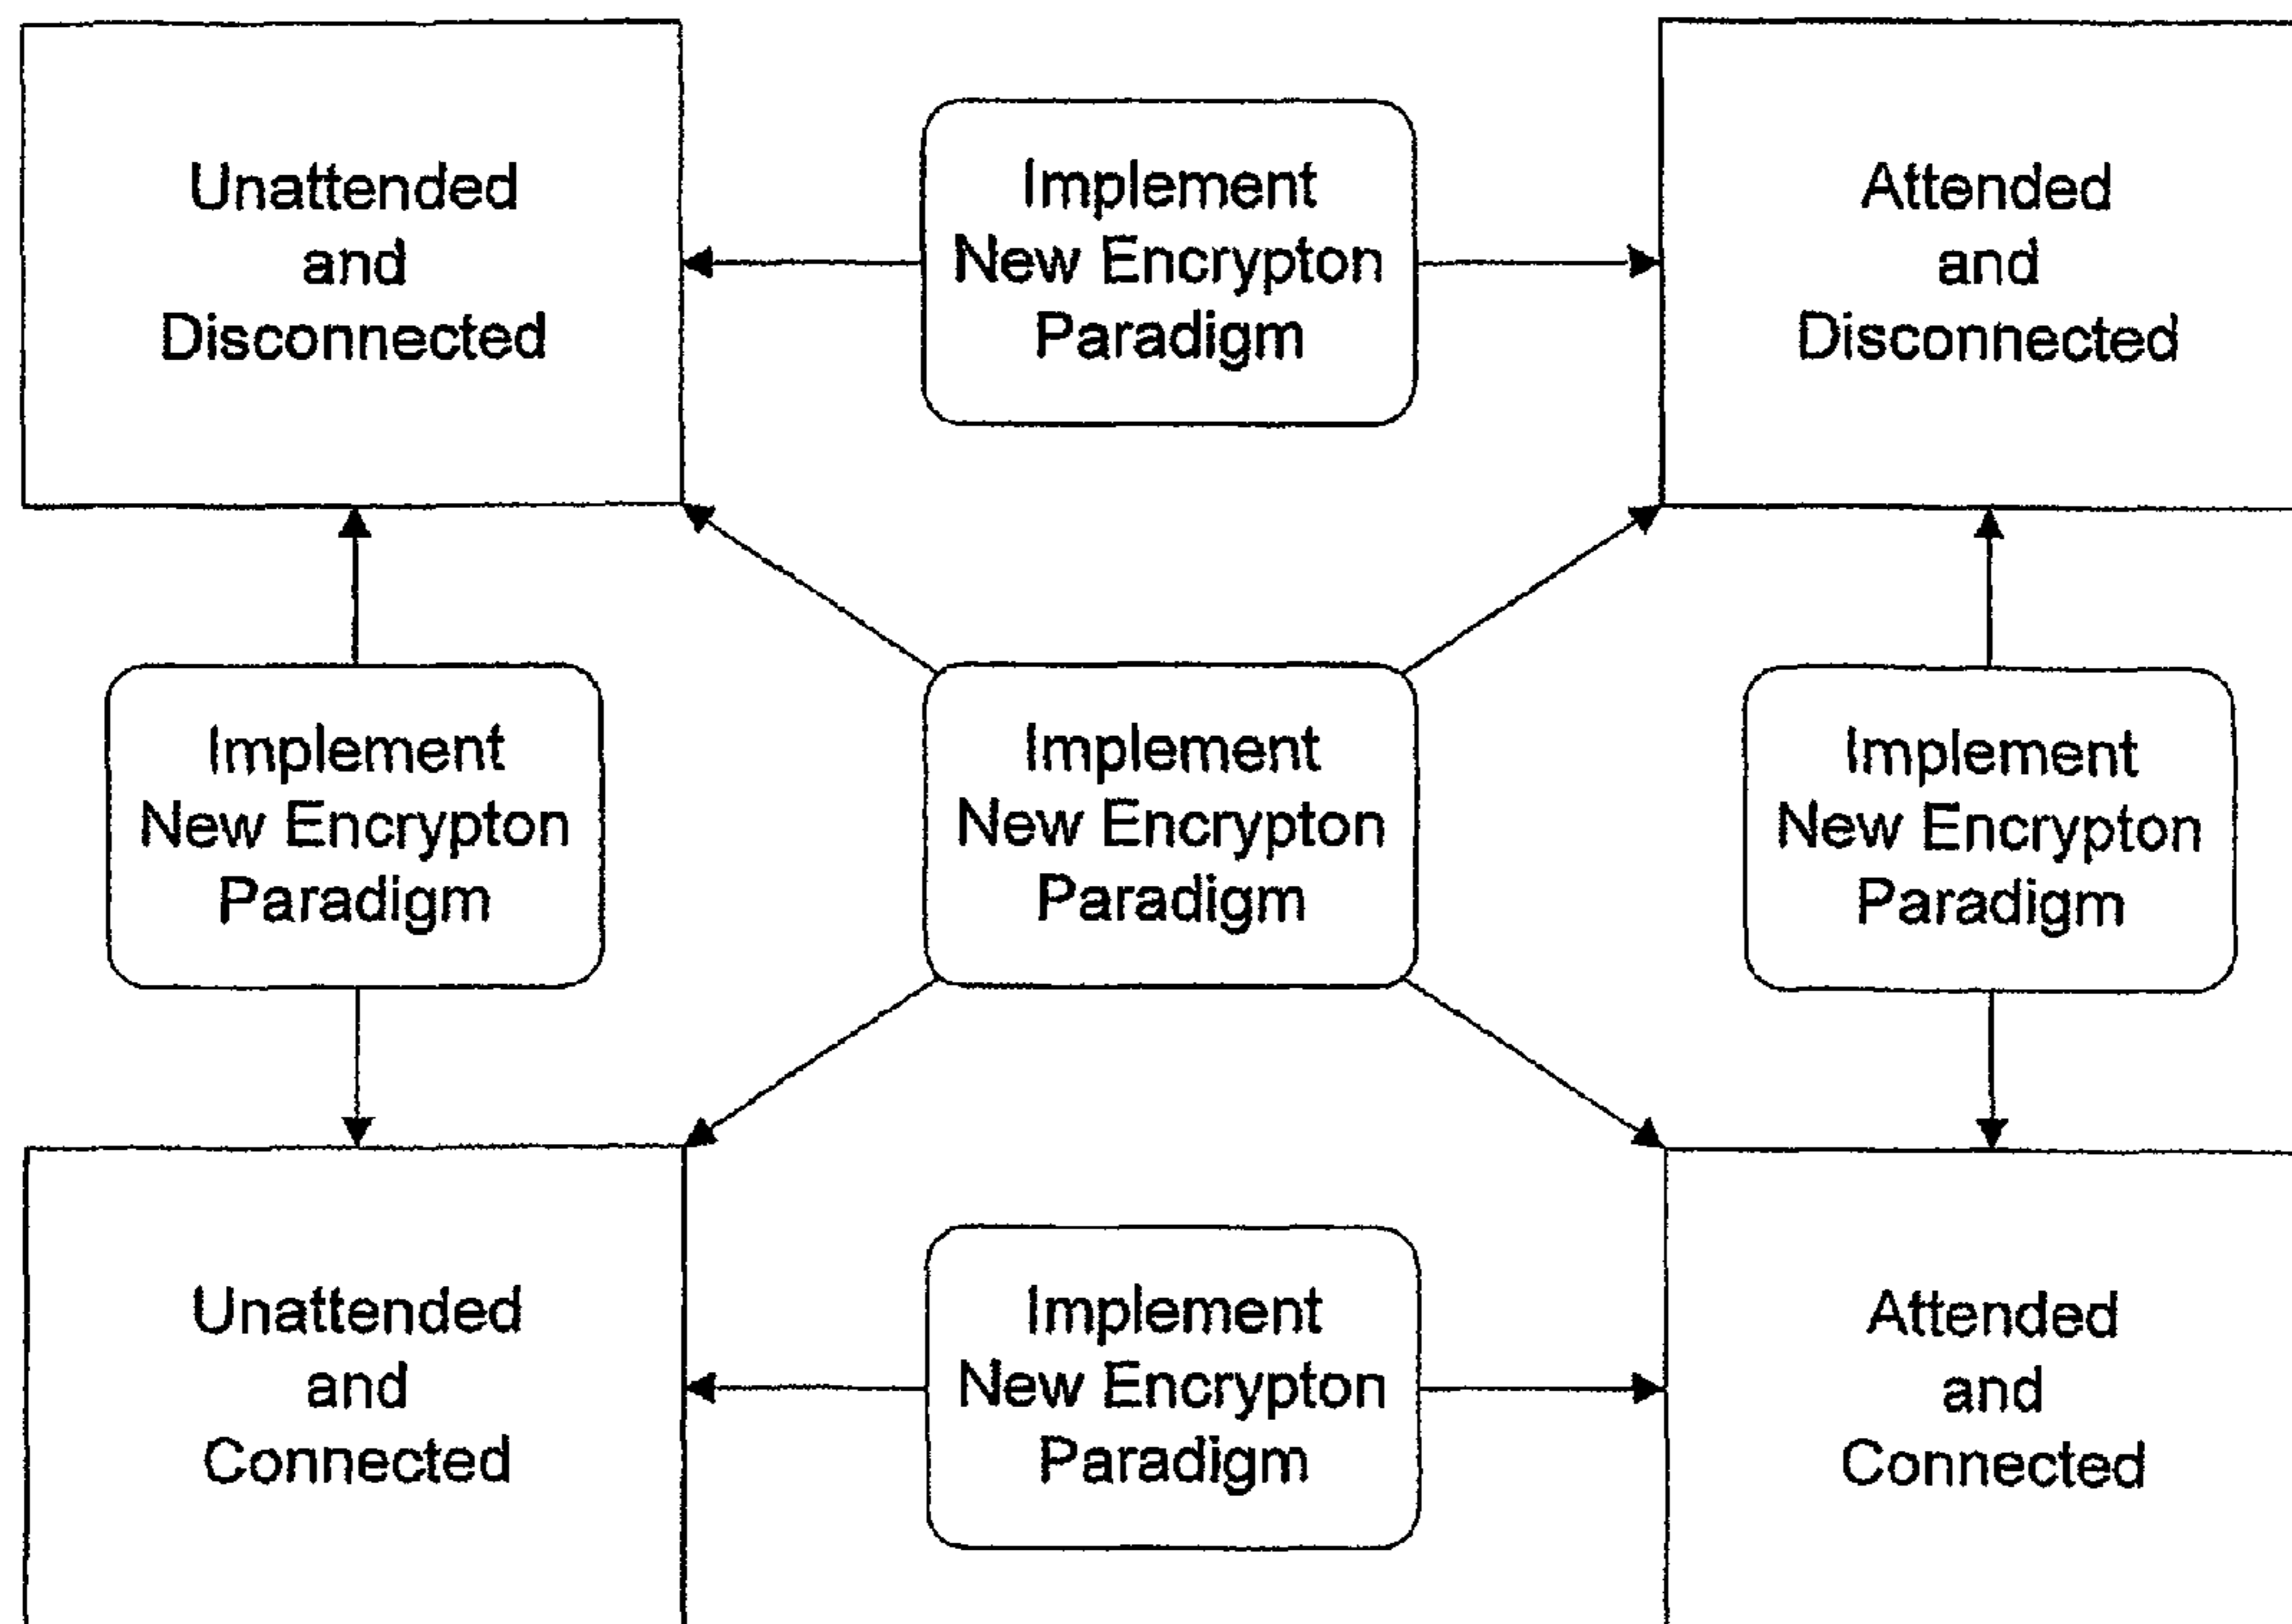 Unattended
and
Disconnected
Implement
New Encrypton
Paradigm
Attended
and
Disconnected
Implement
New Encrypton
Paradigm
Implement
New Encrypton
Paradigm
Implement
New Encrypton
Paradigm
Unattended
and
Connected
Implement
New Encrypton
Paradigm
Attended
and
Connected